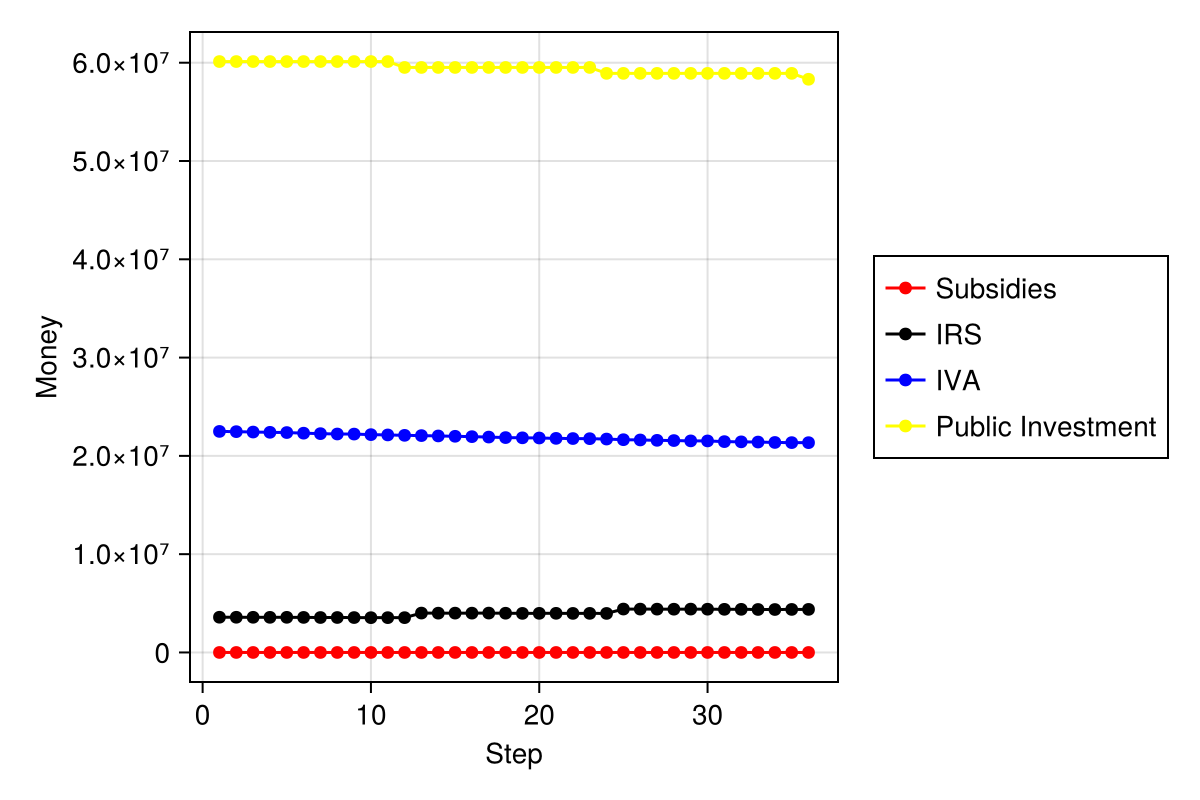 6.0×10⁷
5.0×10⁷
4.0×10⁷
3.0×10⁷
2.0×10⁷
1.0×10⁷
0
Money
0 10 20 30
Step
Subsidies
IRS
IVA
Public Investment